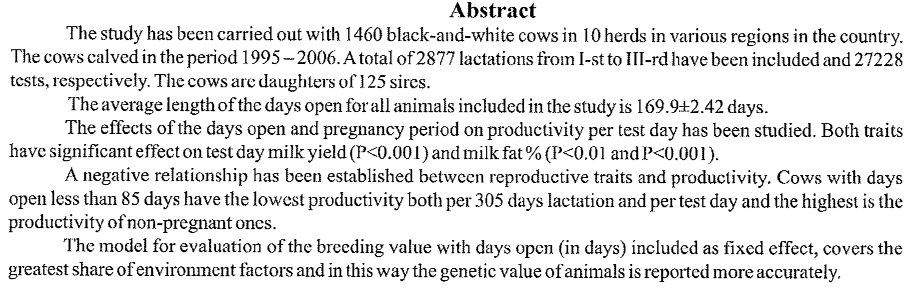 Abstract
The study has been carried out with 1460 black-and-white cows in 10 herds in various regions in the country.
The cows calved in the period 1995 – 2006. A total of 2877 lactations from I-st to III-rd have been included and 27228
tests, respectively. The cows are daughters of 125 sires.
The average length of the days open for all animals included in the study is 169.9±2.42 days.
The effects of the days open and pregnancy period on productivity per test day has been studied. Both traits
have significant effect on test day milk yield (P<0.001) and milk fat % (P<0.01 and P<0.001).
A negative relationship has been established between reproductive traits and productivity. Cows with days
open less than 85 days have the lowest productivity both per 305 days lactation and per test day and the highest is the
productivity of non-pregnant ones.
The model for evaluation of the breeding value with days open (in days) included as fixed effect, covers the
greatest share of environment factors and in this way the genetic value of animals is reported more accurately.